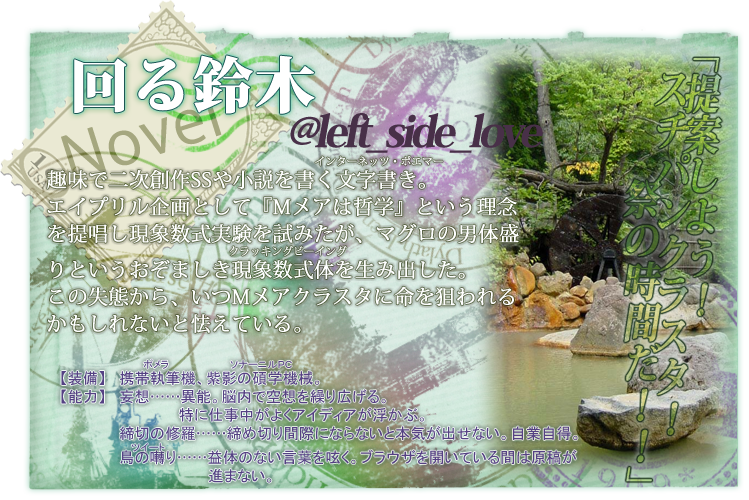 回る鈴木
Novel
@left_side_love
インターネッツ・ポエマー
趣味で二次創作SSや小説を書く文字書き。
エイプリル企画として『Mメアは哲学』という理念
を提唱し現象数式実験を試みたが、マグロの男体盛
クラッキングビーイング
りというおぞましき現象数式体を生み出した。
この失態から、いつMメアクラスタに命を狙われる
かもしれないと怯えている。
「提案しよう！
スチパンクラスタ！
祭の時間だ！！」
ポメラ ソナーニルPC
【装備】 携帯執筆機、紫影の碩学機械。
【能力】 妄想……異能。脳内で空想を繰り広げる。
特に仕事中がよくアイディアが浮かぶ。
締切の修羅……締め切り間際にならないと本気が出せない。自業自得。
ツイート
鳥の囀り……益体のない言葉を呟く。ブラウザを開いている間は原稿が
進まない。